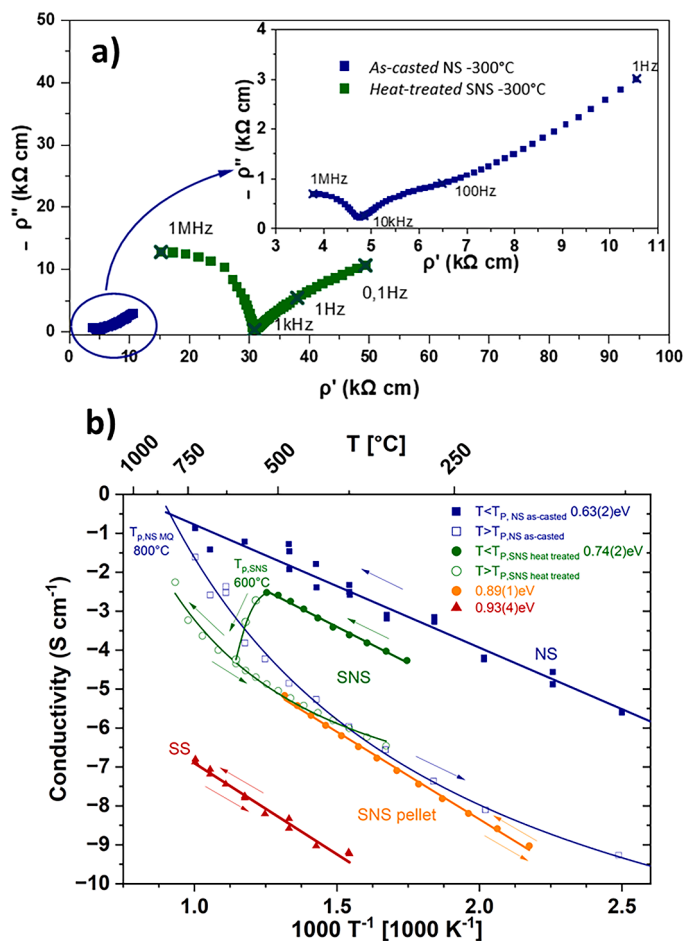 a)
− ρ" (kΩ cm)
50
40
30
20
10
0
0
10
20
30
40
50
60
70
80
90
100
ρ' (kΩ cm)
1MHz
1kHz
1Hz
0,1Hz
− ρ" (kΩ cm)
4
3
2
1
0
3
4
5
6
7
8
9
10
11
ρ' (kΩ cm)
As-casted NS -300°C
Heat-treated SNS -300°C
1MHz
10kHz
100Hz
1Hz
b)
T [°C]
1000
750
500
250
Conductivity (S cm⁻¹)
0
−1
−2
−3
−4
−5
−6
−7
−8
−9
−10
1.0
1.5
2.0
2.5
1000 T⁻¹ [1000 K⁻¹]
T<TP, NS as-casted 0.63(2)eV
T>TP,NS as-casted
T<TP,SNS heat treated 0.74(2)eV
T>TP,SNS heat treated
0.89(1)eV
0.93(4)eV
Tp,NS MQ
800°C
Tp,SNS
600°C
NS
SNS
SS
SNS pellet